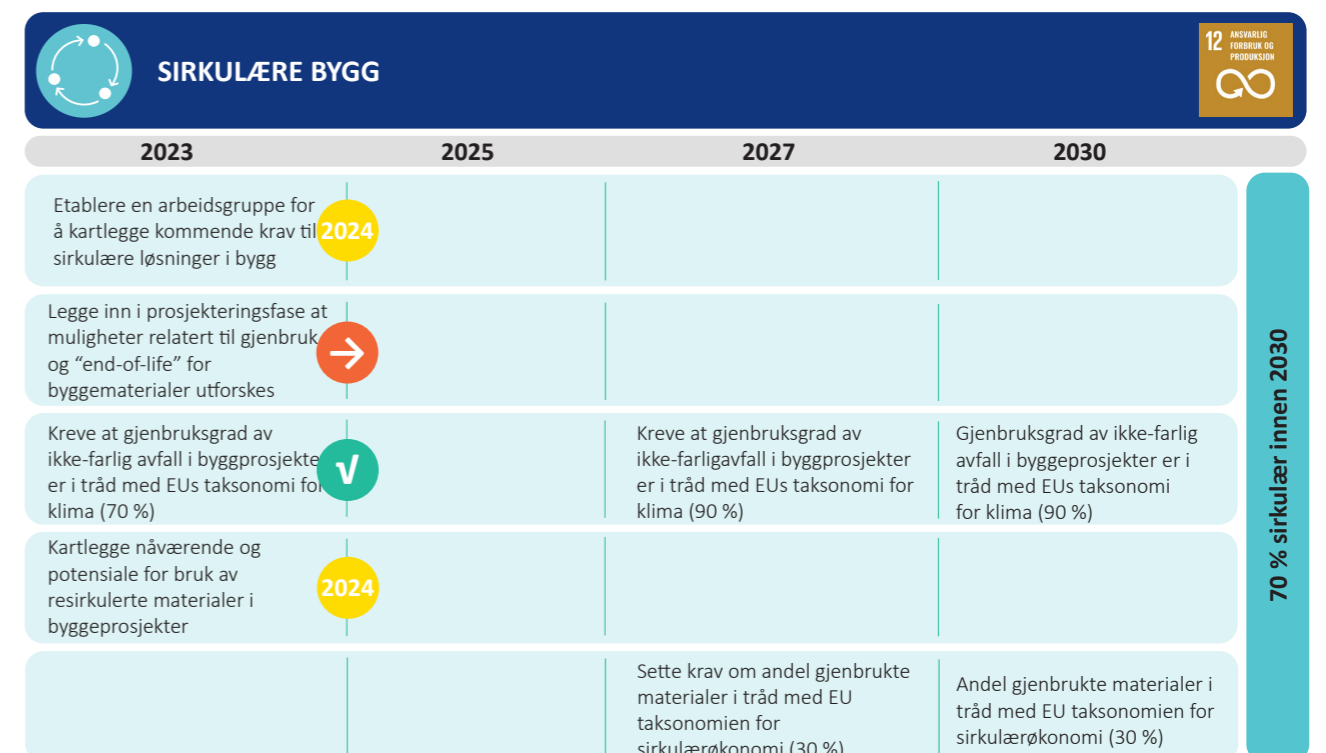 SIRKULÆRE BYGG
12 ANSVARLIG
FORBRUK OG
PRODUKSJON
2023 2025 2027 2030
Etablere en arbeidsgruppe for
å kartlegge kommende krav til
sirkulære løsninger i bygg
2024
Legge inn i prosjekteringsfase at
muligheter relatert til gjenbruk
og “end-of-life” for
byggematerialer utforskes
Kreve at gjenbruksgrad av
ikke-farlig avfall i byggprosjekte
er i tråd med EUs taksonomi for
klima (70 %)
√
Kreve at gjenbruksgrad av
ikke-farligavfall i byggprosjekter
er i tråd med EUs taksonomi for
klima (90 %)
Gjenbruksgrad av ikke-farlig
avfall i byggeprosjekter er i
tråd med EUs taksonomi
for klima (90 %)
Kartlegge nåværende og
potensiale for bruk av
resirkulerte materialer i
byggeprosjekter
2024
Sette krav om andel gjenbrukte
materialer i tråd med EU
taksonomien for
sirkulærøkonomi (30 %)
Andel gjenbrukte materialer i
tråd med EU taksonomien for
sirkulærøkonomi (30 %)
70 % sirkulær innen 2030